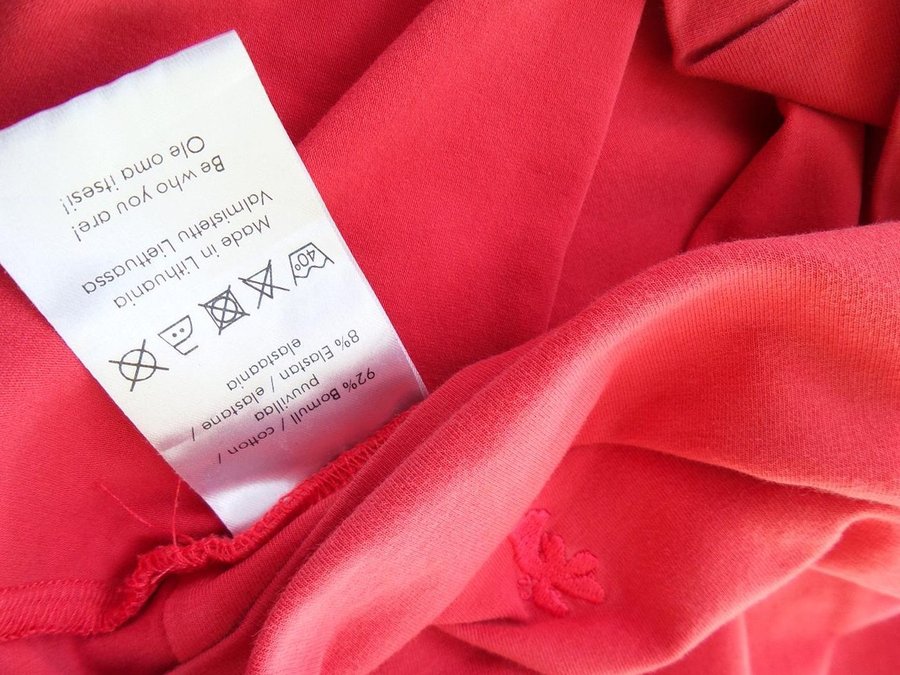 92% Bomull / cotton /
puuvillaa
8% Elastan / elastane /
elastaania
40°
Made in Lithuania
Valmistettu Liettuassa
Be who you are!
Ole oma itsesi!